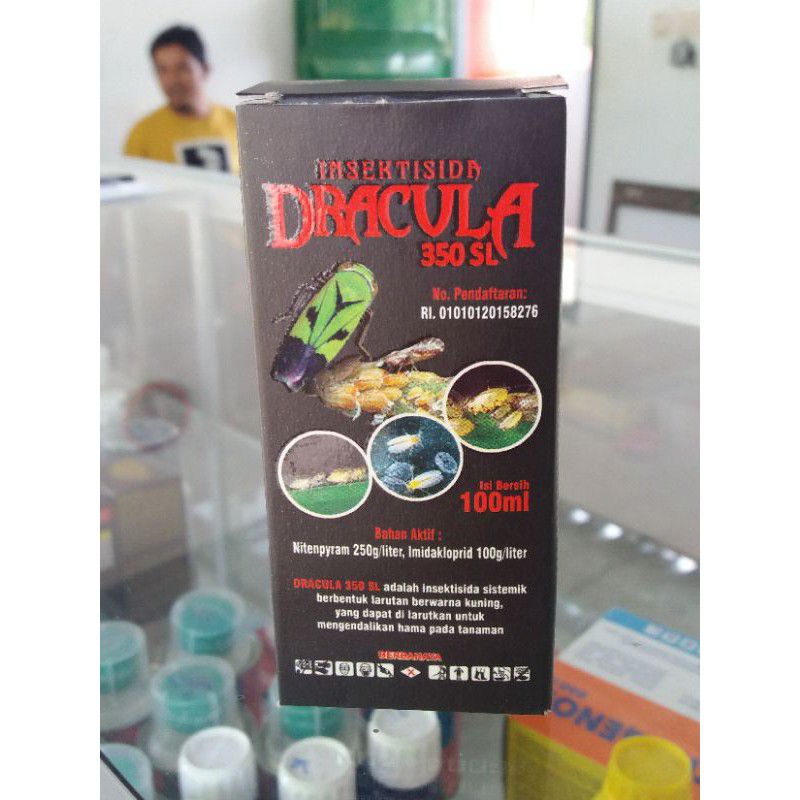 INSEKTISIDA
DRACULA
350 SL
No. Pendaftaran:
RI. 01010120158276
Isi Bersih
100ml
Bahan Aktif :
Nitenpyram 250g/liter, Imidakloprid 100g/liter
DRACULA 350 SL adalah insektisida sistemik
berbentuk larutan berwarna kuning,
yang dapat di larutkan untuk
mengendalikan hama pada tanaman
BERBAHAYA